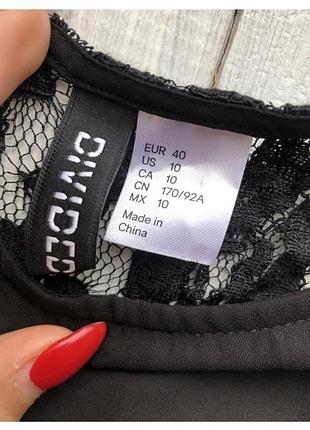 DIVIDED
EUR 40
US 10
CA 10
CN 170/92A
MX 10
Made in
China